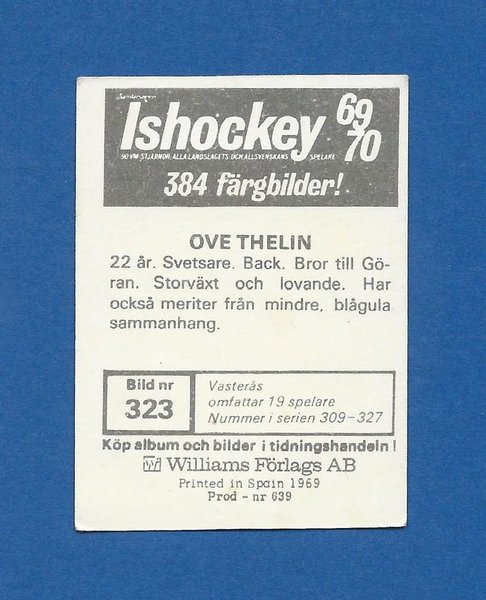 Ishockey 69
70
90 VM-STJÄRNOR, ALLA LANDSLAGETS OCH ALLSVENSKANS SPELARE
384 färgbilder!
OVE THELIN
22 år. Svetsare. Back. Bror till Gö-
ran. Storväxt och lovande. Har
också meriter från mindre, blågula
sammanhang.
Bild nr
323
Västerås
omfattar 19 spelare
Nummer i serien 309–327
Köp album och bilder i tidningshandeln!
Williams Förlags AB
Printed in Spain 1969
Prod - nr 639